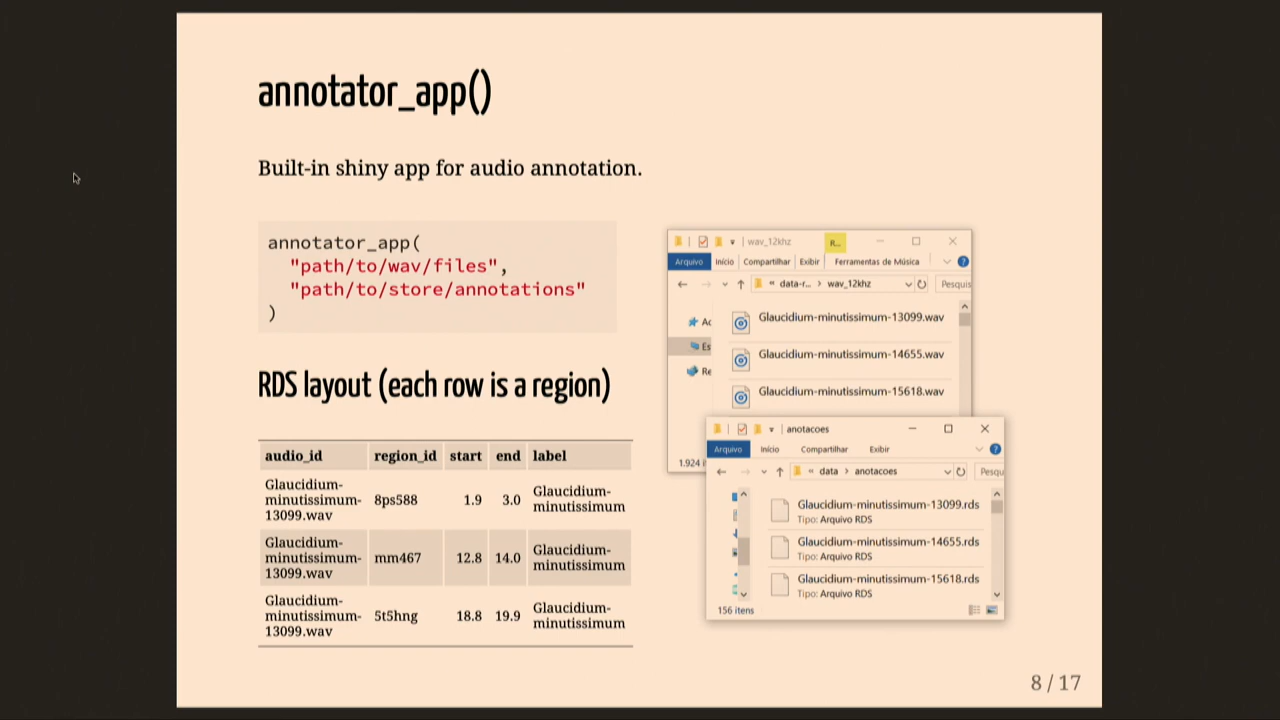 annotator_app()
Built-in shiny app for audio annotation.
annotator_app(
"path/to/wav/files",
"path/to/store/annotations"
)
RDS layout (each row is a region)
audio_id region_id start end label
Glaucidium-
minutissimum-
13099.wav
8ps588 1.9 3.0
Glaucidium-
minutissimum
Glaucidium-
minutissimum-
13099.wav
mm467 12.8 14.0
Glaucidium-
minutissimum
Glaucidium-
minutissimum-
13099.wav
5t5hng 18.8 19.9
Glaucidium-
minutissimum
wav_12khz R...
Arquivo Início Compartilhar Exibir Ferramentas de Música
« data-r... > wav_12khz Pesquis
Ac
Es
Re
Glaucidium-minutissimum-13099.wav
Glaucidium-minutissimum-14655.wav
Glaucidium-minutissimum-15618.wav
1.924 i
anotacoes
Arquivo Início Compartilhar Exibir
« data > anotacoes Pesqu
Glaucidium-minutissimum-13099.rds
Tipo: Arquivo RDS
Glaucidium-minutissimum-14655.rds
Tipo: Arquivo RDS
Glaucidium-minutissimum-15618.rds
Tipo: Arquivo RDS
156 itens
8 / 17